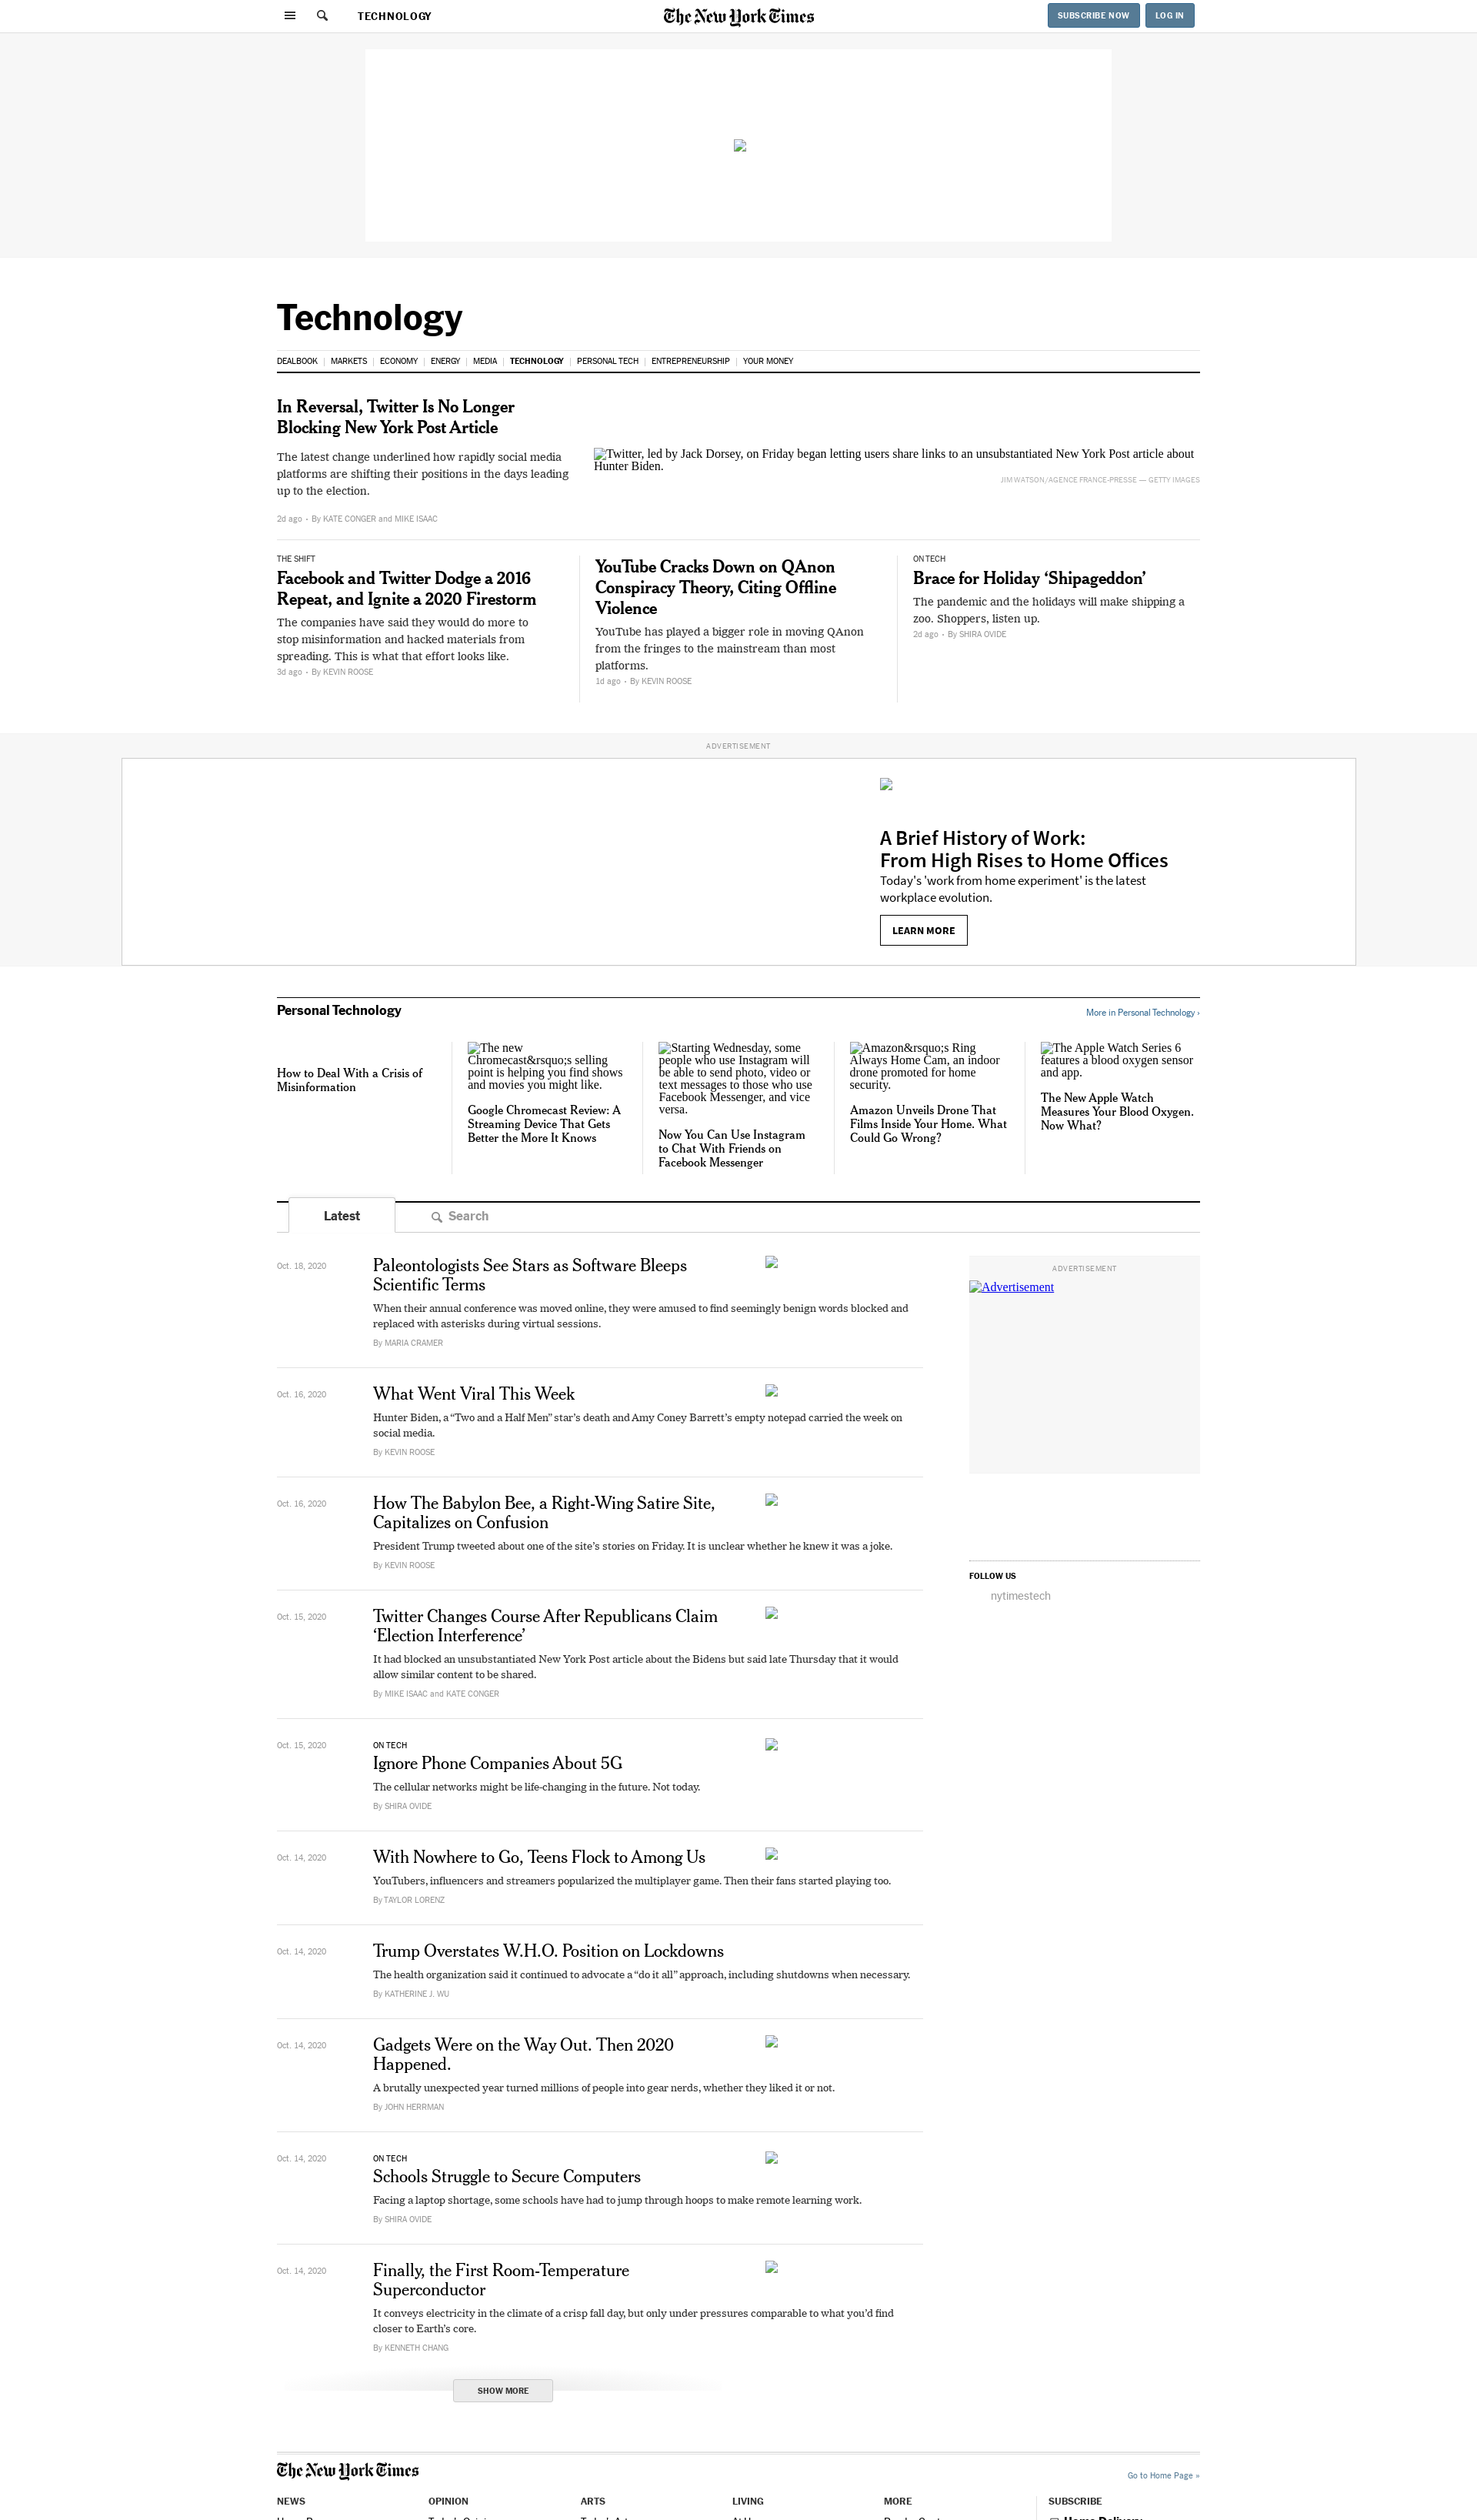 TECHNOLOGY
The New York Times
SUBSCRIBE NOW
LOG IN
Technology
DEALBOOK
MARKETS
ECONOMY
ENERGY
MEDIA
TECHNOLOGY
PERSONAL TECH
ENTREPRENEURSHIP
YOUR MONEY
In Reversal, Twitter Is No Longer
Blocking New York Post Article
The latest change underlined how rapidly social media
platforms are shifting their positions in the days leading
up to the election.
2d ago • By KATE CONGER and MIKE ISAAC
Twitter, led by Jack Dorsey, on Friday began letting users share links to an unsubstantiated New York Post article about
Hunter Biden.
JIM WATSON/AGENCE FRANCE-PRESSE — GETTY IMAGES
THE SHIFT
Facebook and Twitter Dodge a 2016
Repeat, and Ignite a 2020 Firestorm
The companies have said they would do more to
stop misinformation and hacked materials from
spreading. This is what that effort looks like.
3d ago • By KEVIN ROOSE
YouTube Cracks Down on QAnon
Conspiracy Theory, Citing Offline
Violence
YouTube has played a bigger role in moving QAnon
from the fringes to the mainstream than most
platforms.
1d ago • By KEVIN ROOSE
ON TECH
Brace for Holiday ‘Shipageddon’
The pandemic and the holidays will make shipping a
zoo. Shoppers, listen up.
2d ago • By SHIRA OVIDE
ADVERTISEMENT
A Brief History of Work:
From High Rises to Home Offices
Today's 'work from home experiment' is the latest
workplace evolution.
LEARN MORE
Personal Technology
More in Personal Technology ›
How to Deal With a Crisis of
Misinformation
The new
Chromecast&rsquo;s selling
point is helping you find shows
and movies you might like.
Google Chromecast Review: A
Streaming Device That Gets
Better the More It Knows
Starting Wednesday, some
people who use Instagram will
be able to send photo, video or
text messages to those who use
Facebook Messenger, and vice
versa.
Now You Can Use Instagram
to Chat With Friends on
Facebook Messenger
Amazon&rsquo;s Ring
Always Home Cam, an indoor
drone promoted for home
security.
Amazon Unveils Drone That
Films Inside Your Home. What
Could Go Wrong?
The Apple Watch Series 6
features a blood oxygen sensor
and app.
The New Apple Watch
Measures Your Blood Oxygen.
Now What?
Latest
Search
Oct. 18, 2020
Paleontologists See Stars as Software Bleeps
Scientific Terms
When their annual conference was moved online, they were amused to find seemingly benign words blocked and
replaced with asterisks during virtual sessions.
By MARIA CRAMER
ADVERTISEMENT
Advertisement
Oct. 16, 2020
What Went Viral This Week
Hunter Biden, a “Two and a Half Men” star’s death and Amy Coney Barrett’s empty notepad carried the week on
social media.
By KEVIN ROOSE
Oct. 16, 2020
How The Babylon Bee, a Right-Wing Satire Site,
Capitalizes on Confusion
President Trump tweeted about one of the site’s stories on Friday. It is unclear whether he knew it was a joke.
By KEVIN ROOSE
FOLLOW US
nytimestech
Oct. 15, 2020
Twitter Changes Course After Republicans Claim
‘Election Interference’
It had blocked an unsubstantiated New York Post article about the Bidens but said late Thursday that it would
allow similar content to be shared.
By MIKE ISAAC and KATE CONGER
Oct. 15, 2020
ON TECH
Ignore Phone Companies About 5G
The cellular networks might be life-changing in the future. Not today.
By SHIRA OVIDE
Oct. 14, 2020
With Nowhere to Go, Teens Flock to Among Us
YouTubers, influencers and streamers popularized the multiplayer game. Then their fans started playing too.
By TAYLOR LORENZ
Oct. 14, 2020
Trump Overstates W.H.O. Position on Lockdowns
The health organization said it continued to advocate a “do it all” approach, including shutdowns when necessary.
By KATHERINE J. WU
Oct. 14, 2020
Gadgets Were on the Way Out. Then 2020
Happened.
A brutally unexpected year turned millions of people into gear nerds, whether they liked it or not.
By JOHN HERRMAN
Oct. 14, 2020
ON TECH
Schools Struggle to Secure Computers
Facing a laptop shortage, some schools have had to jump through hoops to make remote learning work.
By SHIRA OVIDE
Oct. 14, 2020
Finally, the First Room-Temperature
Superconductor
It conveys electricity in the climate of a crisp fall day, but only under pressures comparable to what you’d find
closer to Earth’s core.
By KENNETH CHANG
SHOW MORE
The New York Times
Go to Home Page »
NEWS
OPINION
ARTS
LIVING
MORE
SUBSCRIBE